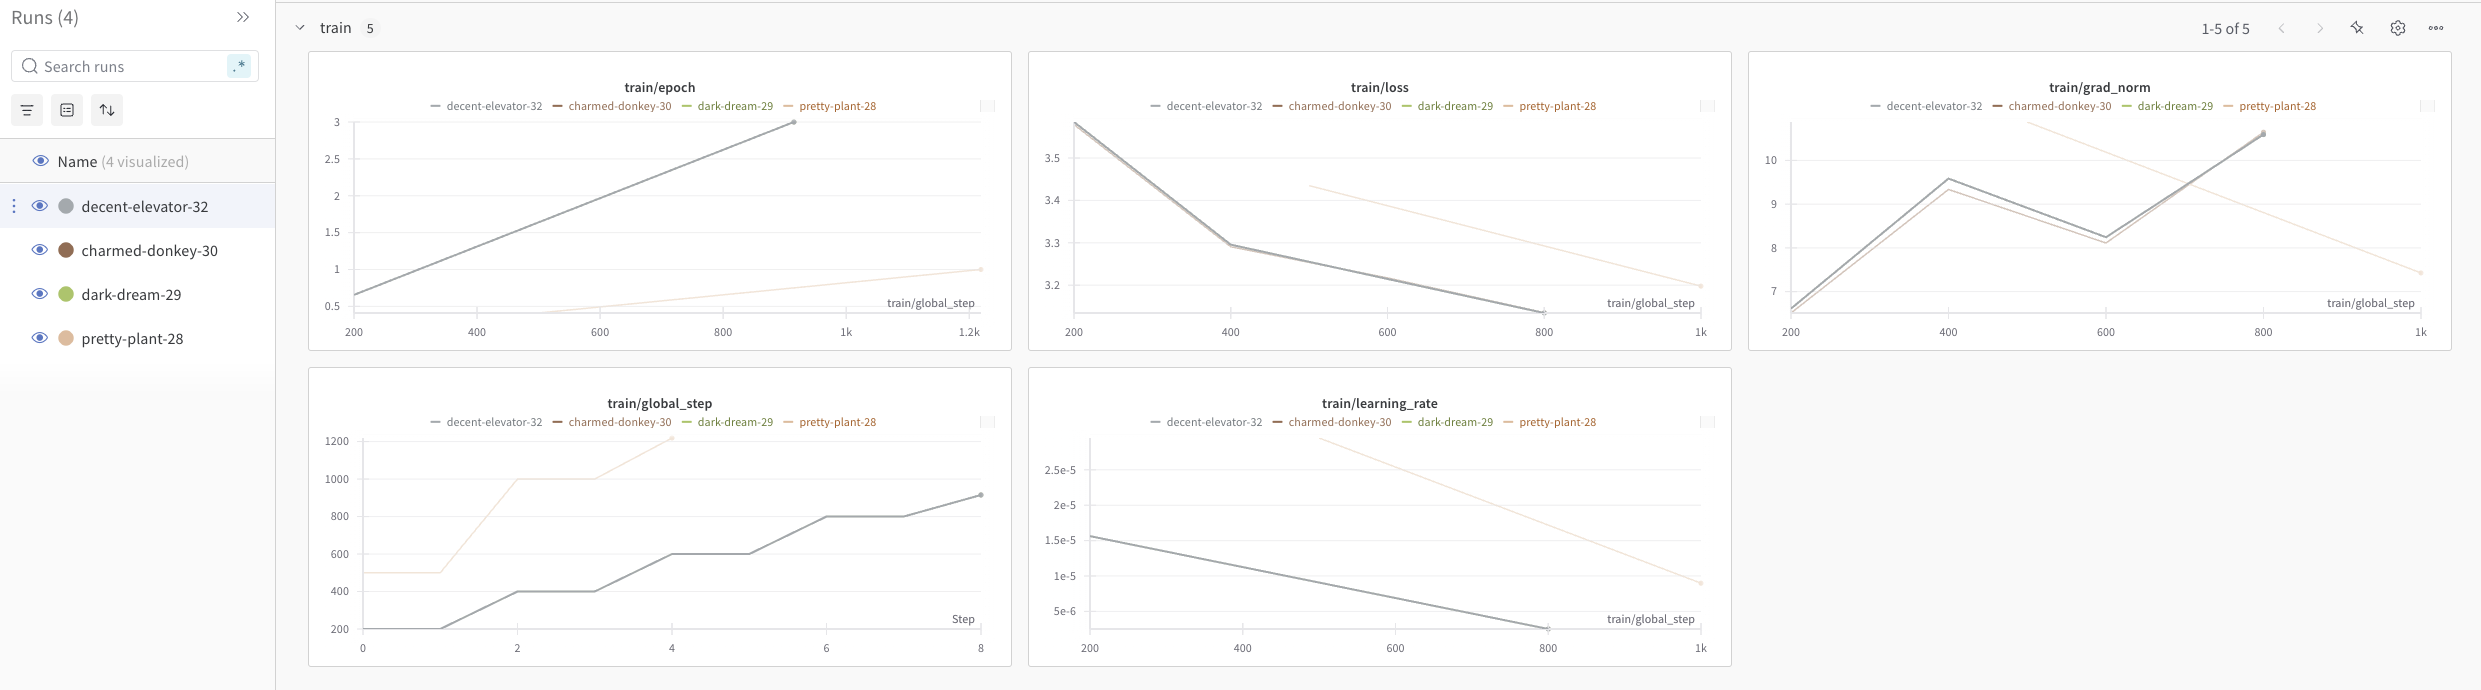 Runs (4)
Search runs
.*
Name (4 visualized)
decent-elevator-32
charmed-donkey-30
dark-dream-29
pretty-plant-28
train 5
1-5 of 5
train/epoch
decent-elevator-32 charmed-donkey-30 dark-dream-29 pretty-plant-28
3
2.5
2
1.5
1
0.5
train/global_step
200 400 600 800 1k 1.2k
train/loss
decent-elevator-32 charmed-donkey-30 dark-dream-29 pretty-plant-28
3.5
3.4
3.3
3.2
train/global_step
200 400 600 800 1k
train/grad_norm
decent-elevator-32 charmed-donkey-30 dark-dream-29 pretty-plant-28
10
9
8
7
train/global_step
200 400 600 800 1k
train/global_step
decent-elevator-32 charmed-donkey-30 dark-dream-29 pretty-plant-28
1200
1000
800
600
400
200
Step
0 2 4 6 8
train/learning_rate
decent-elevator-32 charmed-donkey-30 dark-dream-29 pretty-plant-28
2.5e-5
2e-5
1.5e-5
1e-5
5e-6
train/global_step
200 400 600 800 1k